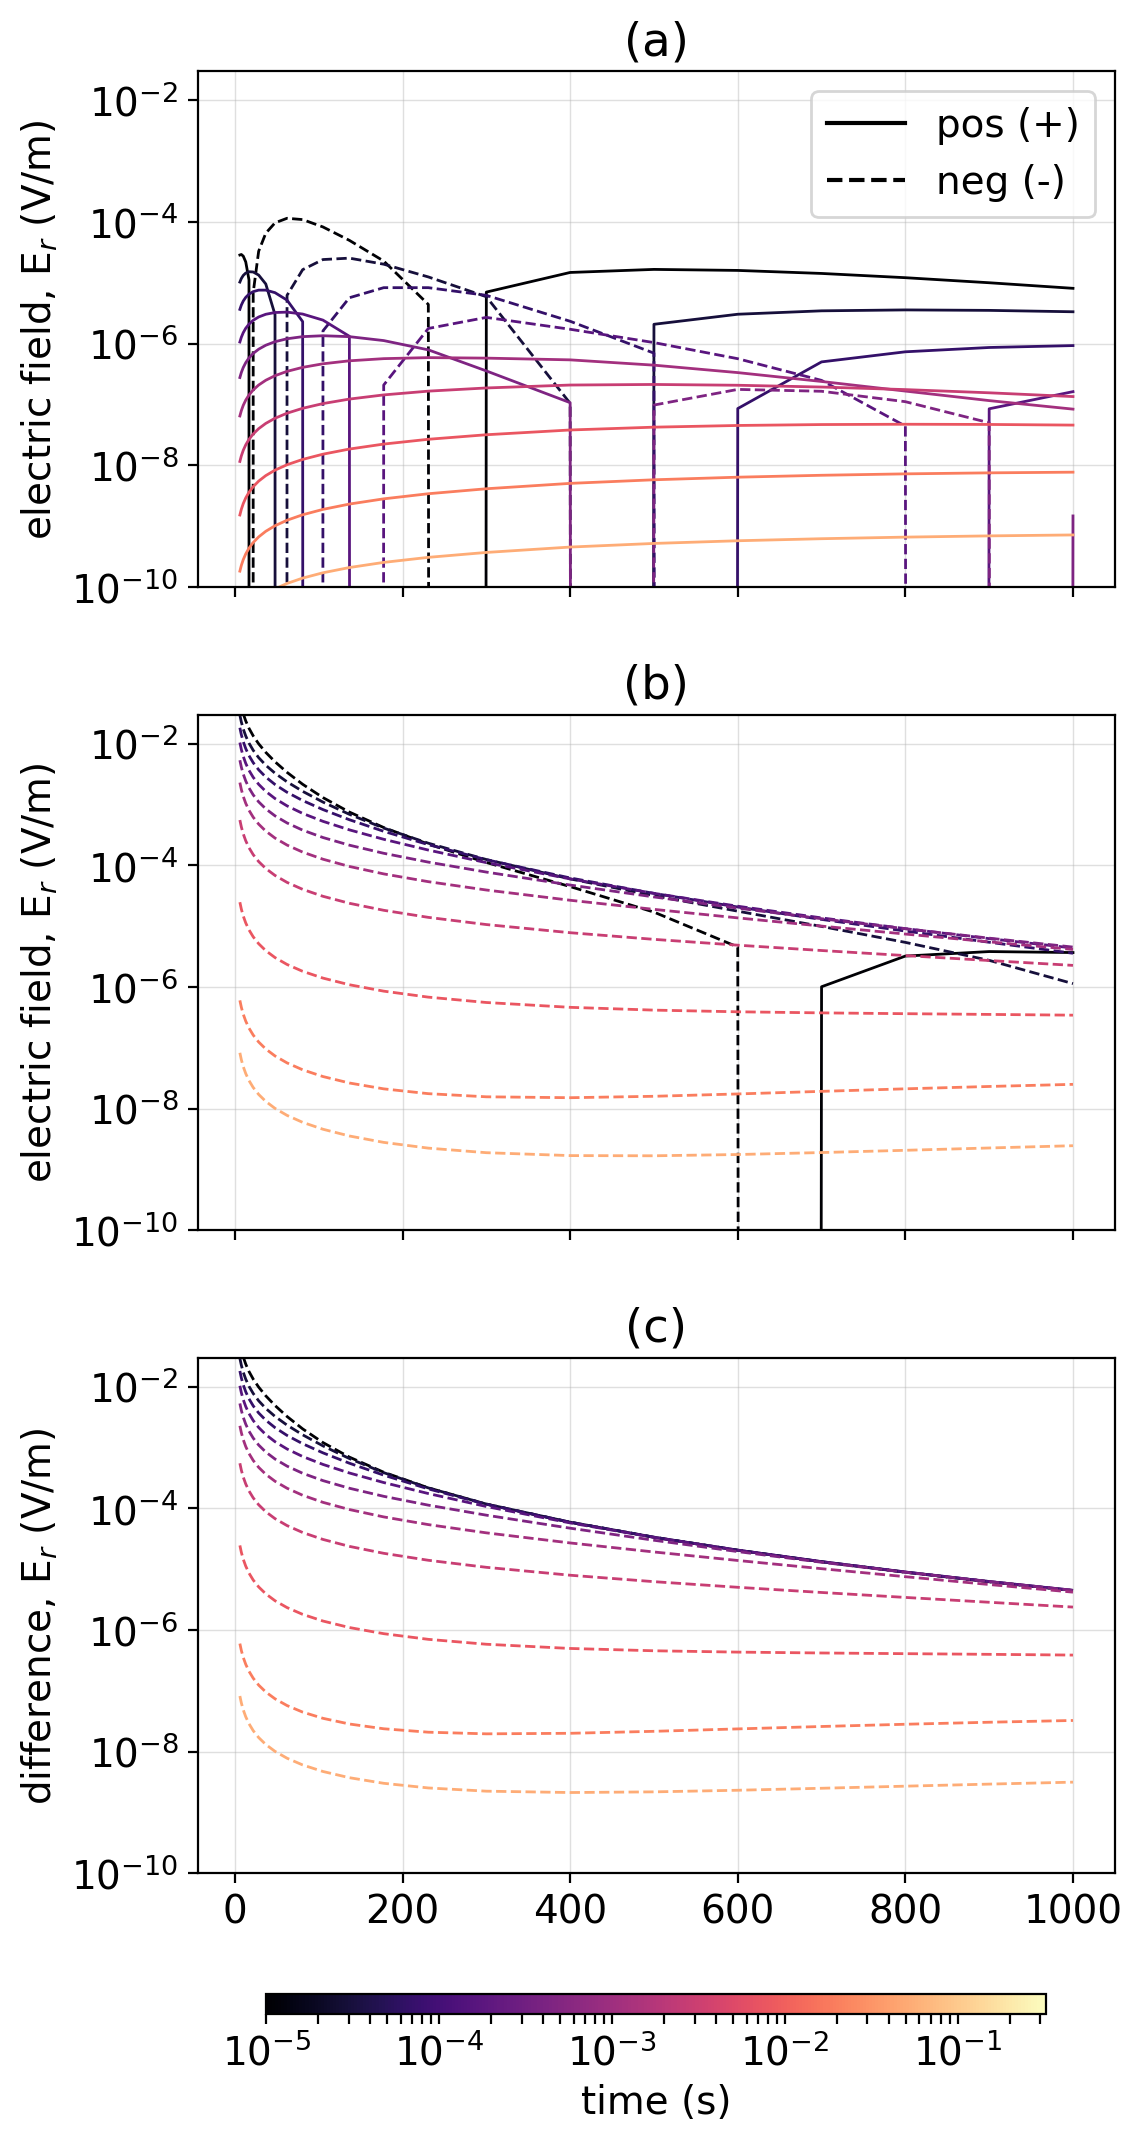 (a)
electric field, E_r (V/m)
10^{-2}
10^{-4}
10^{-6}
10^{-8}
10^{-10}
pos (+)
neg (-)
(b)
electric field, E_r (V/m)
10^{-2}
10^{-4}
10^{-6}
10^{-8}
10^{-10}
(c)
difference, E_r (V/m)
10^{-2}
10^{-4}
10^{-6}
10^{-8}
10^{-10}
0 200 400 600 800 1000
10^{-5} 10^{-4} 10^{-3} 10^{-2} 10^{-1}
time (s)